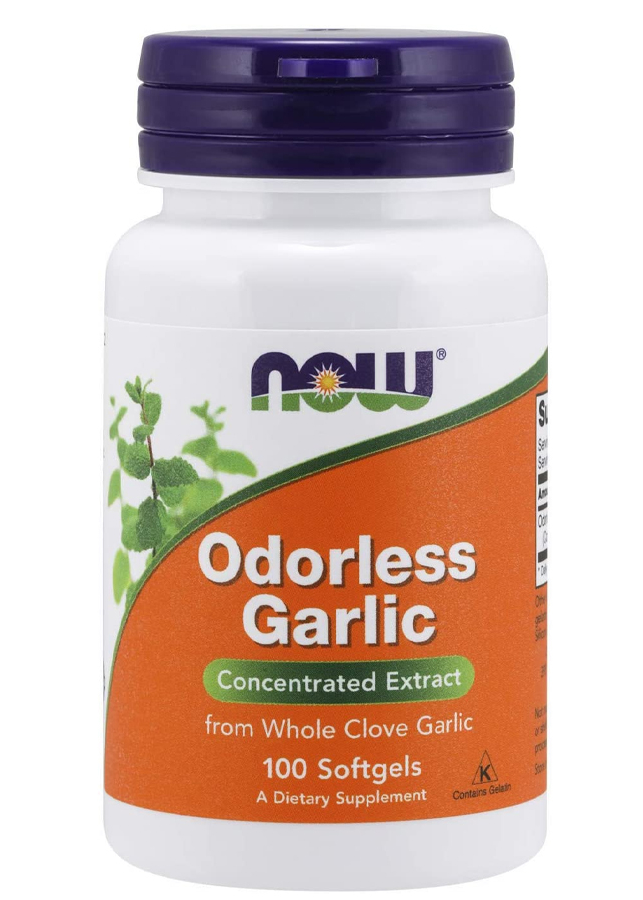 NOW®
Odorless
Garlic
Concentrated Extract
from Whole Clove Garlic
100 Softgels
A Dietary Supplement
K
Contains Gelatin